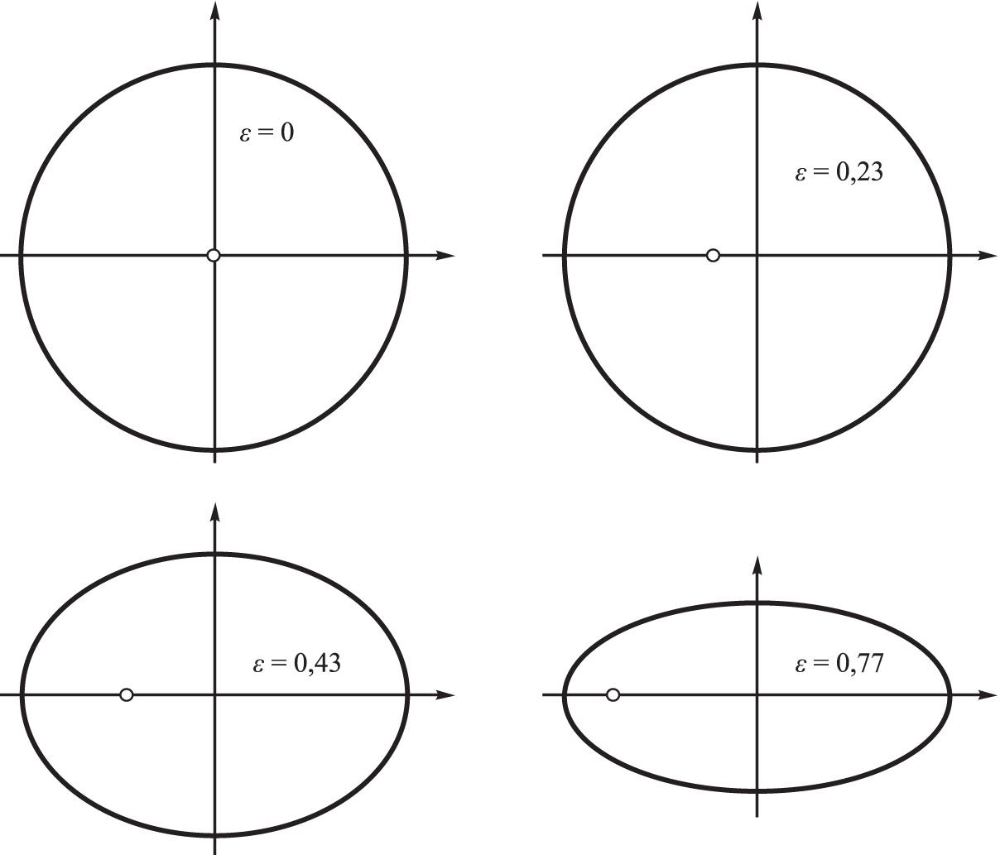 ε = 0
ε = 0,23
ε = 0,43
ε = 0,77